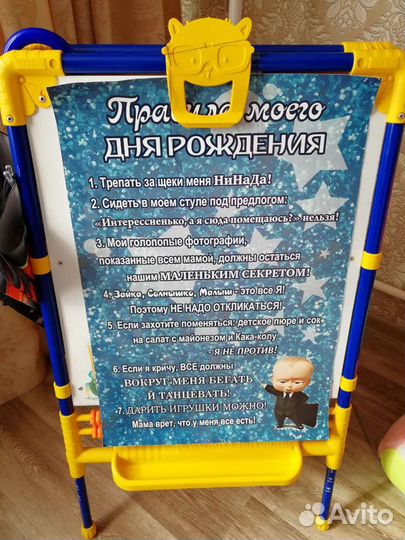 Правила моего
ДНЯ РОЖДЕНИЯ
1. Трепать за щеки меня НиНаДа!
2. Сидеть в моем стуле под предлогом:
«Интерессненько, а я сюда помещаюсь?» нельзя!
3. Мои голопопые фотографии,
показанные всем мамой, должны остаться
нашим МАЛЕНЬКИМ СЕКРЕТОМ!
4. Зайка, Солнышко, Малыш - это все Я!
Поэтому НЕ НАДО ОТКЛИКАТЬСЯ!
5. Если захотите поменяться: детское пюре и сок-
на салат с майонезом и Кака-колу
- Я НЕ ПРОТИВ!
6. Если я кричу, ВСЕ должны
ВОКРУГ МЕНЯ БЕГАТЬ
И ТАНЦЕВАТЬ!
7. ДАРИТЬ ИГРУШКИ МОЖНО!
Мама врет, что у меня все есть!
Avito